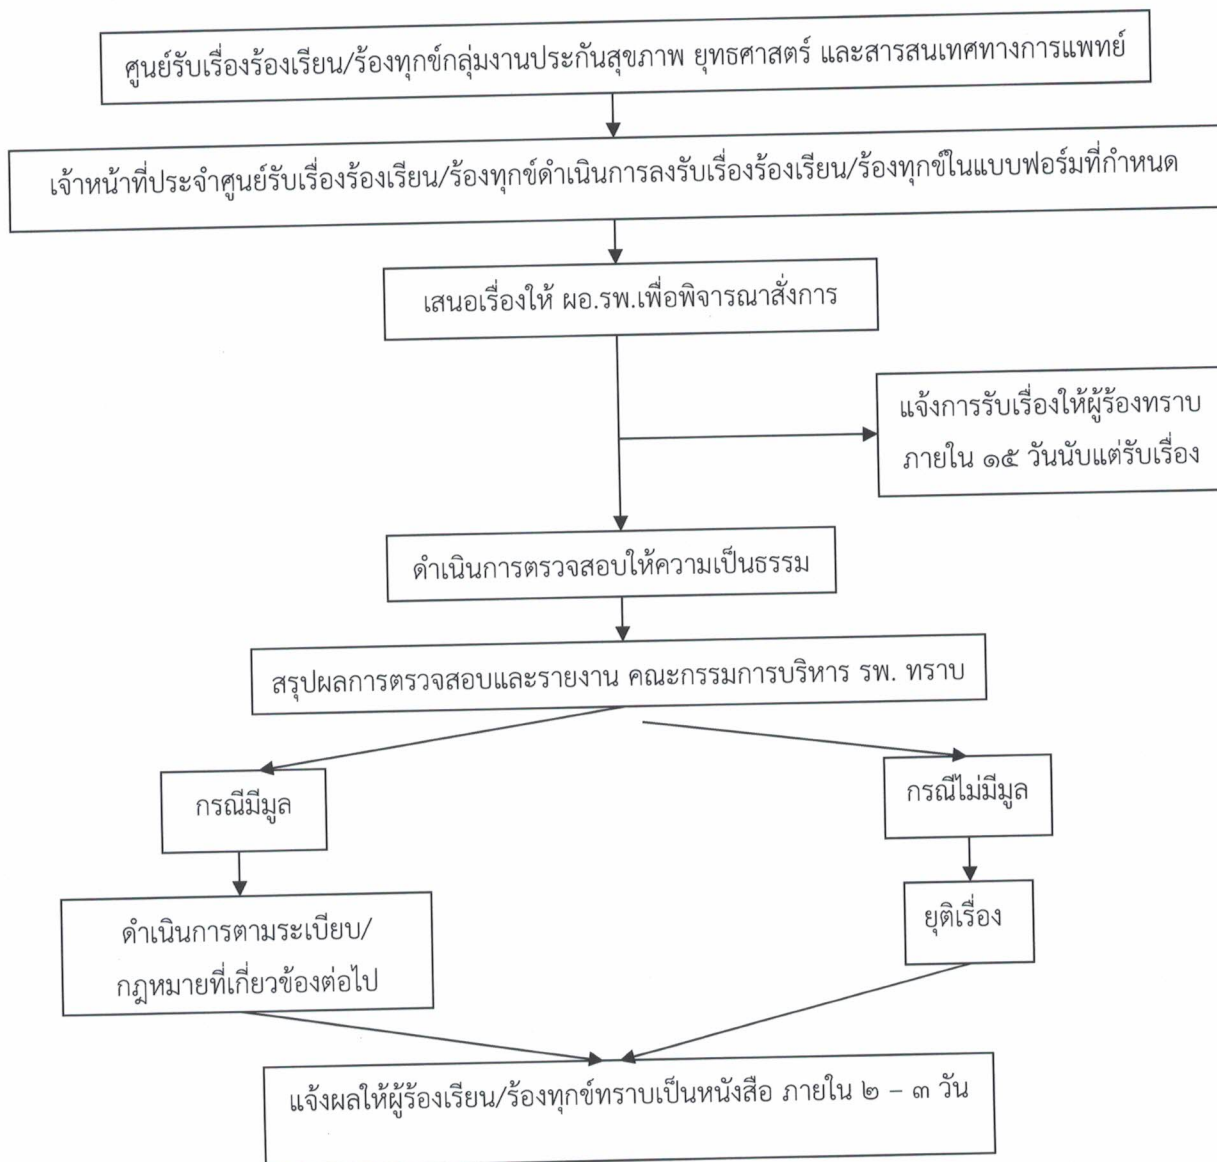 ศูนย์รับเรื่องร้องเรียน/ร้องทุกข์กลุ่มงานประกันสุขภาพ ยุทธศาสตร์ และสารสนเทศทางการแพทย์
เจ้าหน้าที่ประจำศูนย์รับเรื่องร้องเรียน/ร้องทุกข์ดำเนินการลงรับเรื่องร้องเรียน/ร้องทุกข์ในแบบฟอร์มที่กำหนด
เสนอเรื่องให้ ผอ.รพ.เพื่อพิจารณาสั่งการ
แจ้งการรับเรื่องให้ผู้ร้องทราบ
ภายใน ๑๕ วันนับแต่รับเรื่อง
ดำเนินการตรวจสอบให้ความเป็นธรรม
สรุปผลการตรวจสอบและรายงาน คณะกรรมการบริหาร รพ. ทราบ
กรณีมีมูล
กรณีไม่มีมูล
ดำเนินการตามระเบียบ/
กฎหมายที่เกี่ยวข้องต่อไป
ยุติเรื่อง
แจ้งผลให้ผู้ร้องเรียน/ร้องทุกข์ทราบเป็นหนังสือ ภายใน ๒ – ๓ วัน